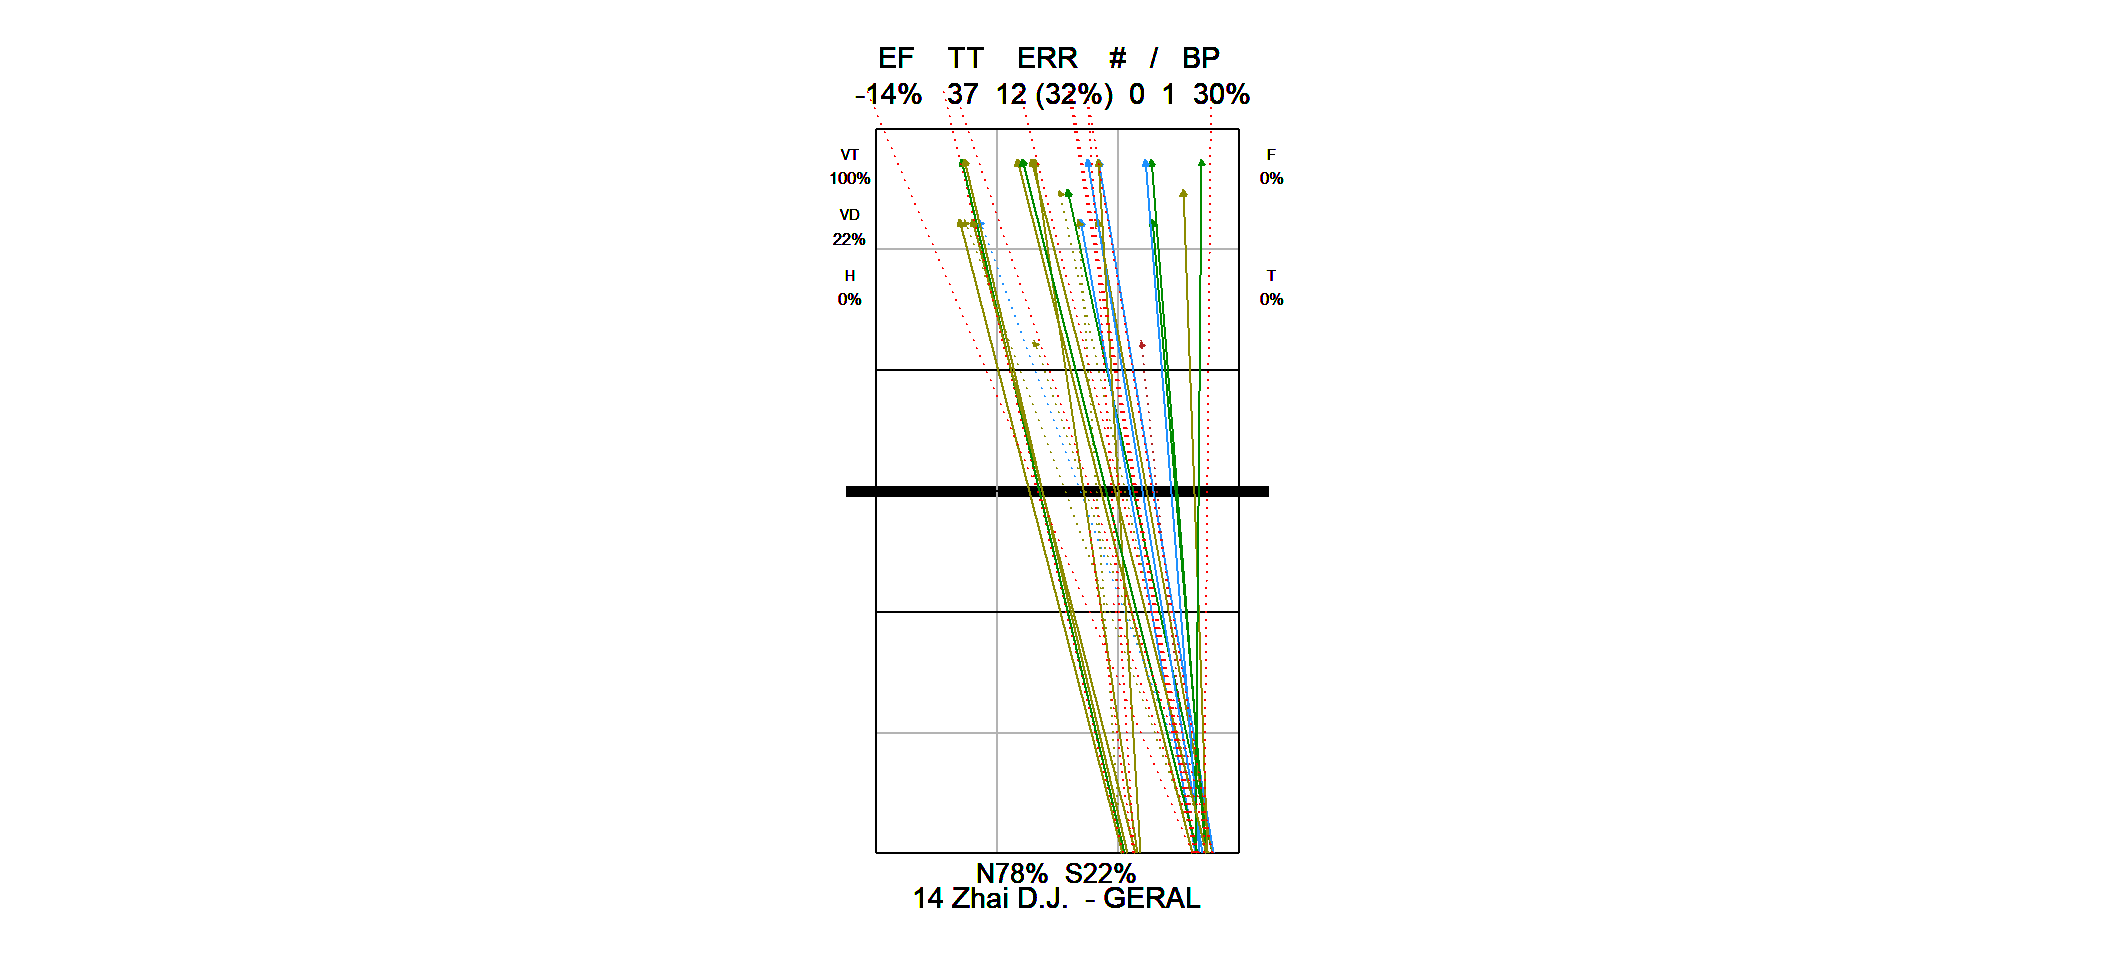 EF TT ERR # / BP
-14% 37 12 (32%) 0 1 30%
VT F
100% 0%
VD
22%
H T
0% 0%
N78% S22%
14 Zhai D.J. - GERAL